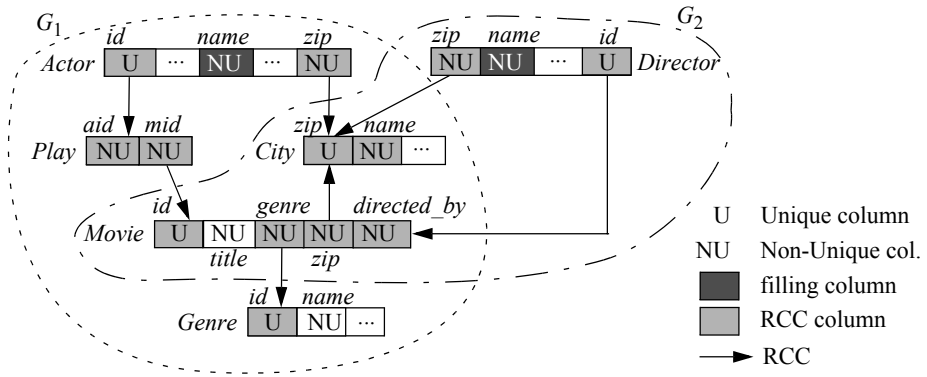 G1 G2
id name zip
Actor U ... NU ... NU
zip name id
NU NU ... U Director
aid mid
Play NU NU
zip name
City U NU ...
id genre directed_by
Movie U NU NU NU NU
title zip
id name
Genre U NU ...
U Unique column
NU Non-Unique col.
filling column
RCC column
RCC